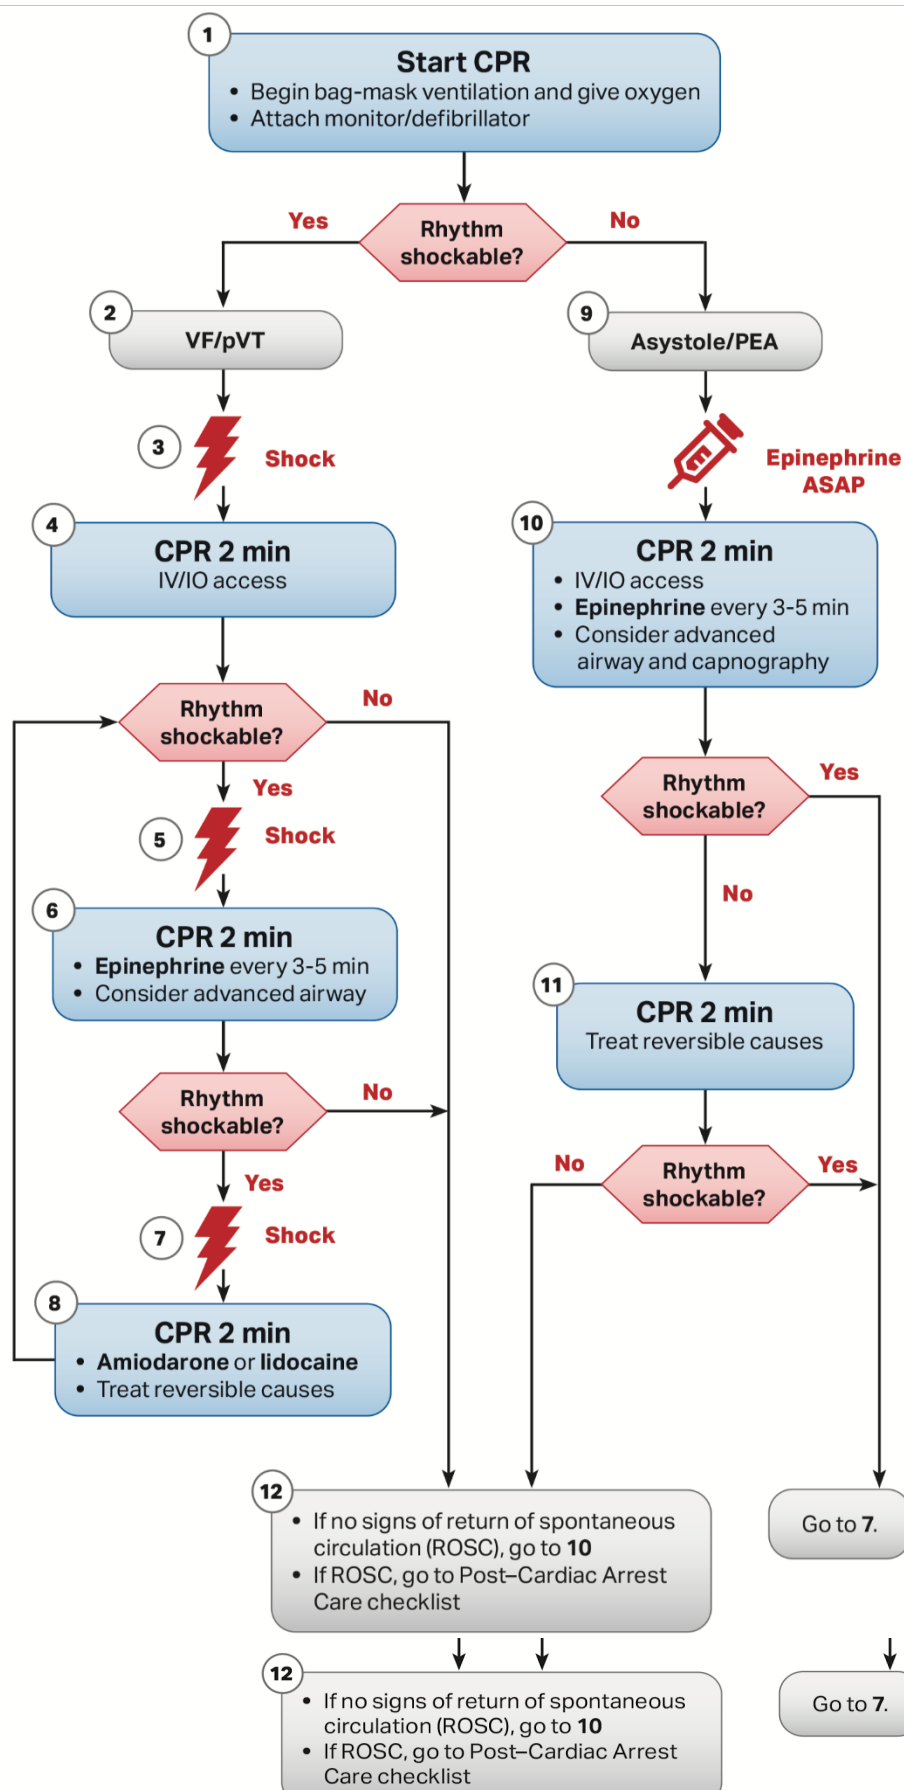 1
Start CPR
• Begin bag-mask ventilation and give oxygen
• Attach monitor/defibrillator
Rhythm
shockable?
Yes
No
2
VF/pVT
9
Asystole/PEA
3
Shock
Epinephrine
ASAP
4
CPR 2 min
IV/IO access
10
CPR 2 min
• IV/IO access
• Epinephrine every 3-5 min
• Consider advanced
airway and capnography
Rhythm
shockable?
No
Yes
Rhythm
shockable?
Yes
No
5
Shock
6
CPR 2 min
• Epinephrine every 3-5 min
• Consider advanced airway
11
CPR 2 min
Treat reversible causes
Rhythm
shockable?
No
Yes
Rhythm
shockable?
No
Yes
7
Shock
8
CPR 2 min
• Amiodarone or lidocaine
• Treat reversible causes
12
• If no signs of return of spontaneous
circulation (ROSC), go to 10
• If ROSC, go to Post–Cardiac Arrest
Care checklist
Go to 7.
12
• If no signs of return of spontaneous
circulation (ROSC), go to 10
• If ROSC, go to Post–Cardiac Arrest
Care checklist
Go to 7.